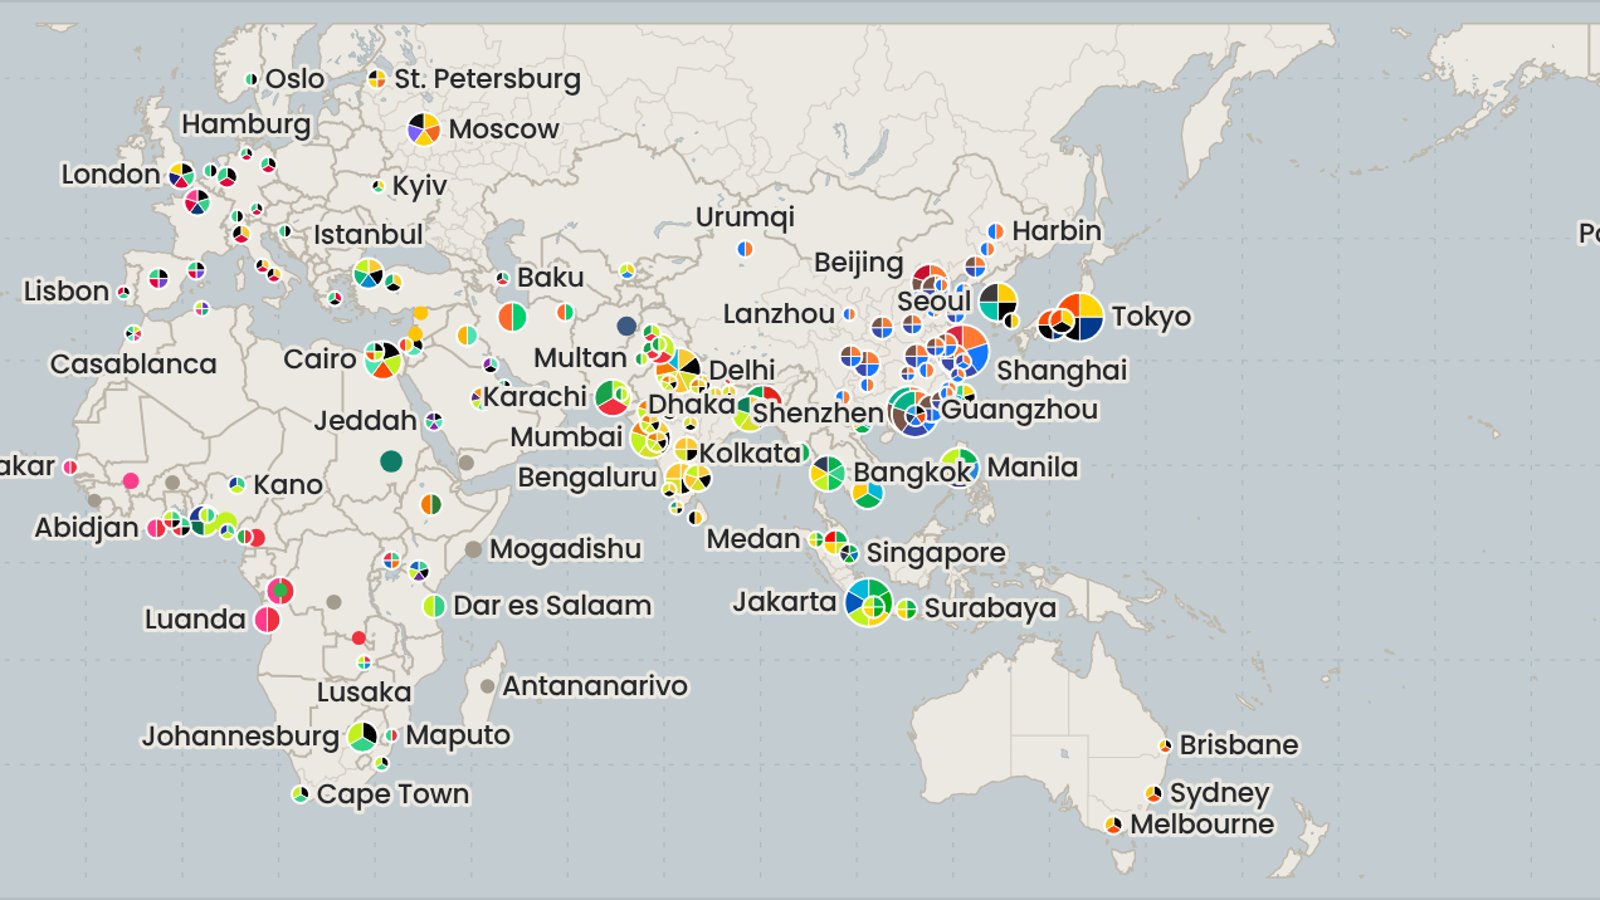 Oslo
St. Petersburg
Hamburg
Moscow
London
Kyiv
Urumqi
Harbin
Istanbul
Beijing
Lisbon
Baku
Seoul
Lanzhou
Tokyo
Casablanca
Cairo
Multan
Delhi
Shanghai
Karachi
Dhaka
Shenzhen
Guangzhou
Jeddah
Mumbai
Kolkata
akar
Bengaluru
Bangkok
Manila
Kano
Abidjan
Mogadishu
Medan
Singapore
Luanda
Dar es Salaam
Jakarta
Surabaya
Lusaka
Antananarivo
Johannesburg
Maputo
Brisbane
Cape Town
Sydney
Melbourne